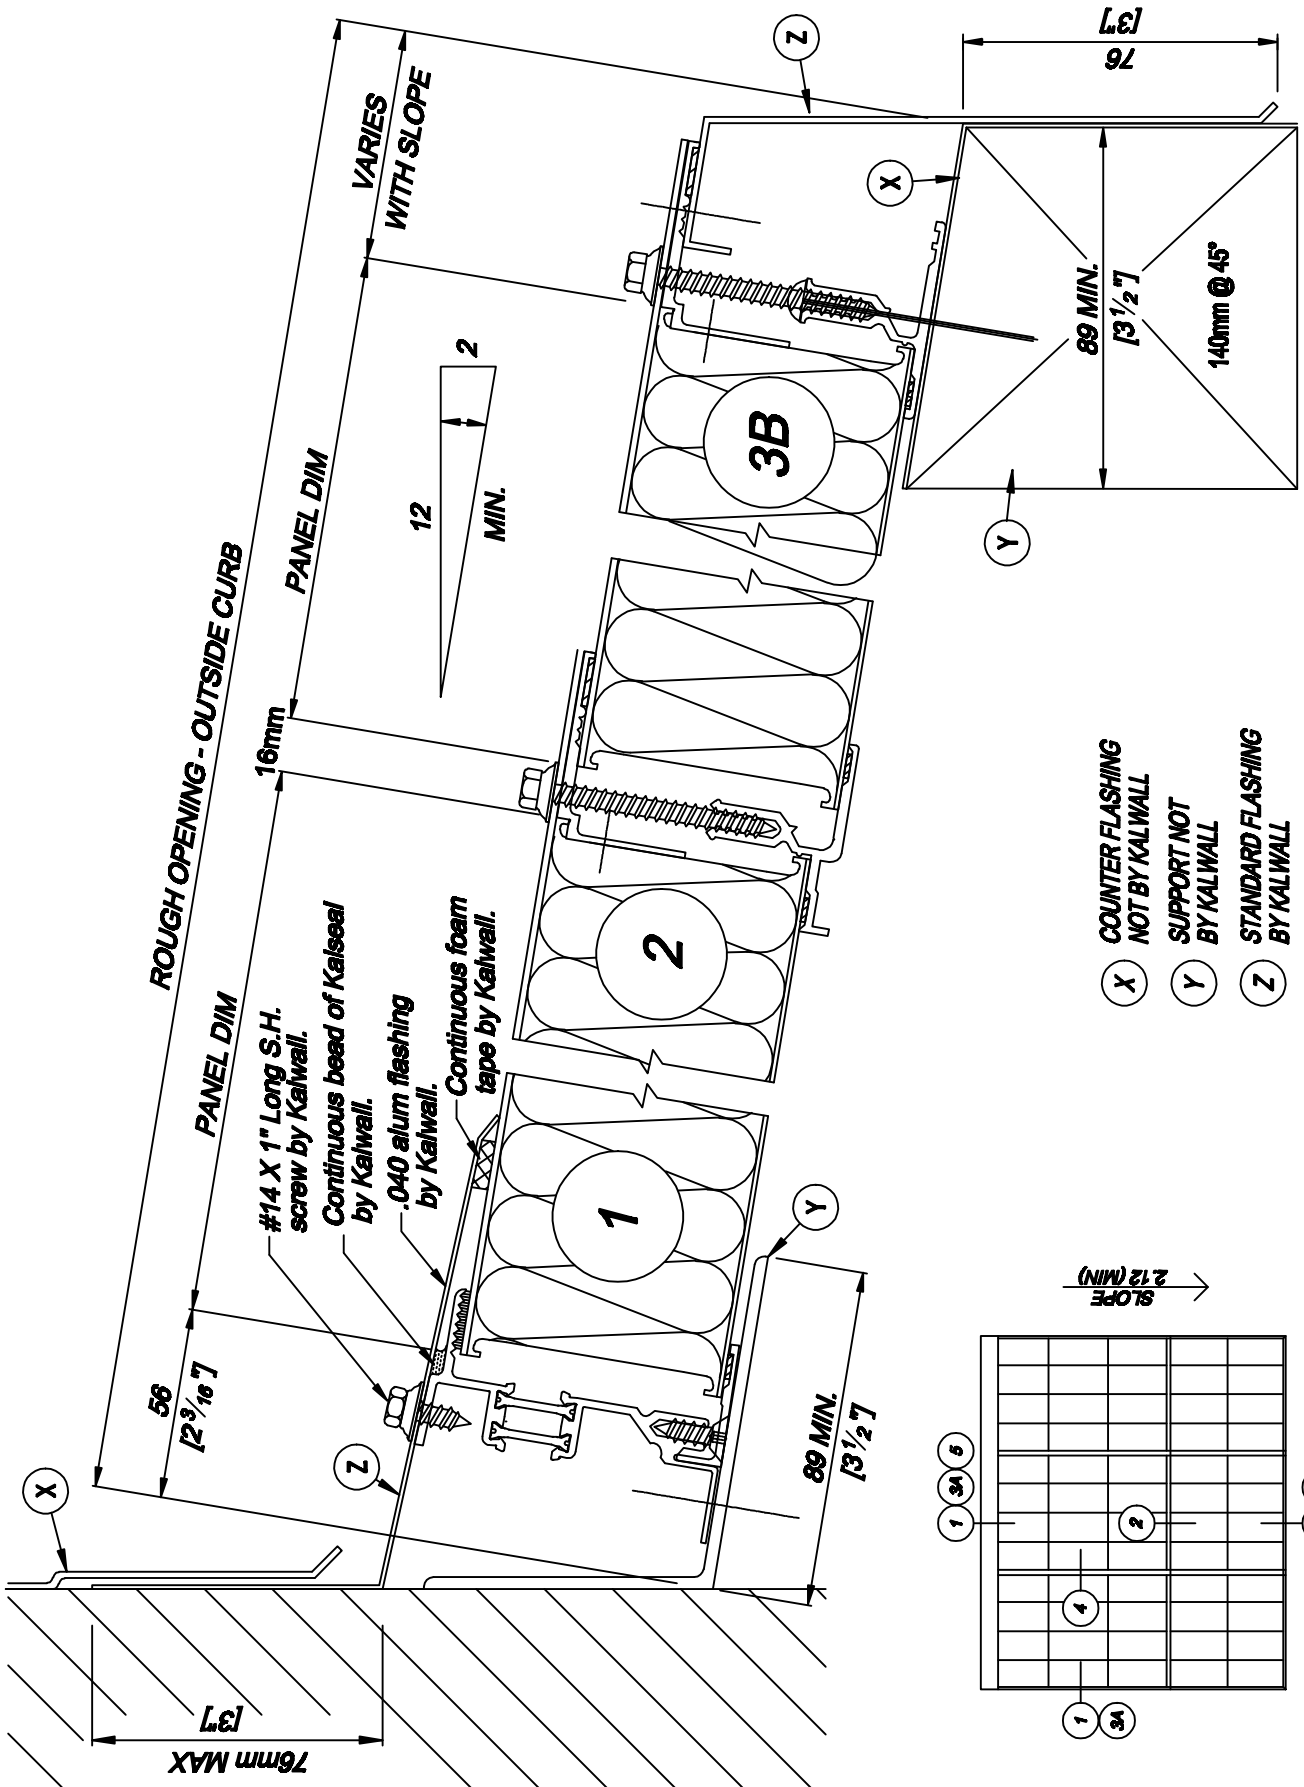 ROUGH OPENING - OUTSIDE CURB
VARIES
WITH SLOPE
PANEL DIM
16mm
PANEL DIM
56
[2 3/16 "]
12
2
MIN.
#14 X 1" Long S.H.
screw by Kalwall.
Continuous bead of Kalseal
by Kalwall.
.040 alum flashing
by Kalwall.
Continuous foam
tape by Kalwall.
X
Z
76mm MAX
[3"]
1
2
3B
Z
X
76
[3"]
89 MIN.
[3 1/2 "]
140mm @ 45°
Y
Y
89 MIN.
[3 1/2 "]
X
COUNTER FLASHING
NOT BY KALWALL
Y
SUPPORT NOT
BY KALWALL
Z
STANDARD FLASHING
BY KALWALL
SLOPE
2.12 (MIN)
1
3A
5
2
4
1
3A